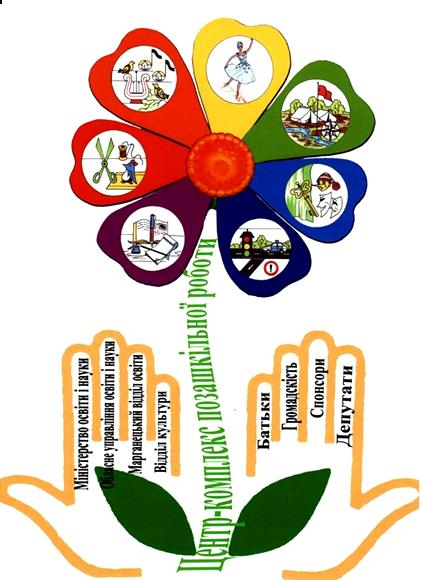 Центр-комплекс позашкільної роботи
Міністерство освіти і науки
Обласне управління освіти і науки
Марганецький відділ освіти
Відділ культури
Батьки
Громадскість
Спонсори
Депутати